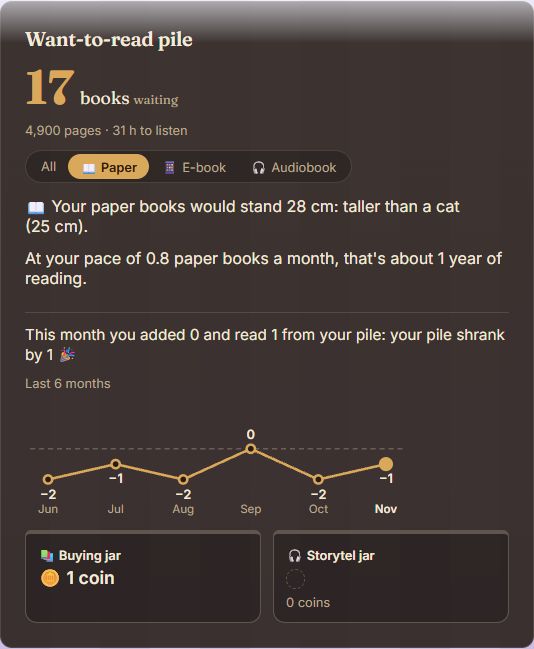 Want-to-read pile
17 books waiting
4,900 pages · 31 h to listen
All 📖 Paper 📱 E-book 🎧 Audiobook
📖 Your paper books would stand 28 cm: taller than a cat
(25 cm).
At your pace of 0.8 paper books a month, that's about 1 year of
reading.
This month you added 0 and read 1 from your pile: your pile shrank
by 1 🎉
Last 6 months
−2 −1 −2 0 −2 −1
Jun Jul Aug Sep Oct Nov
📚 Buying jar
🪙 1 coin
🎧 Storytel jar
0 coins